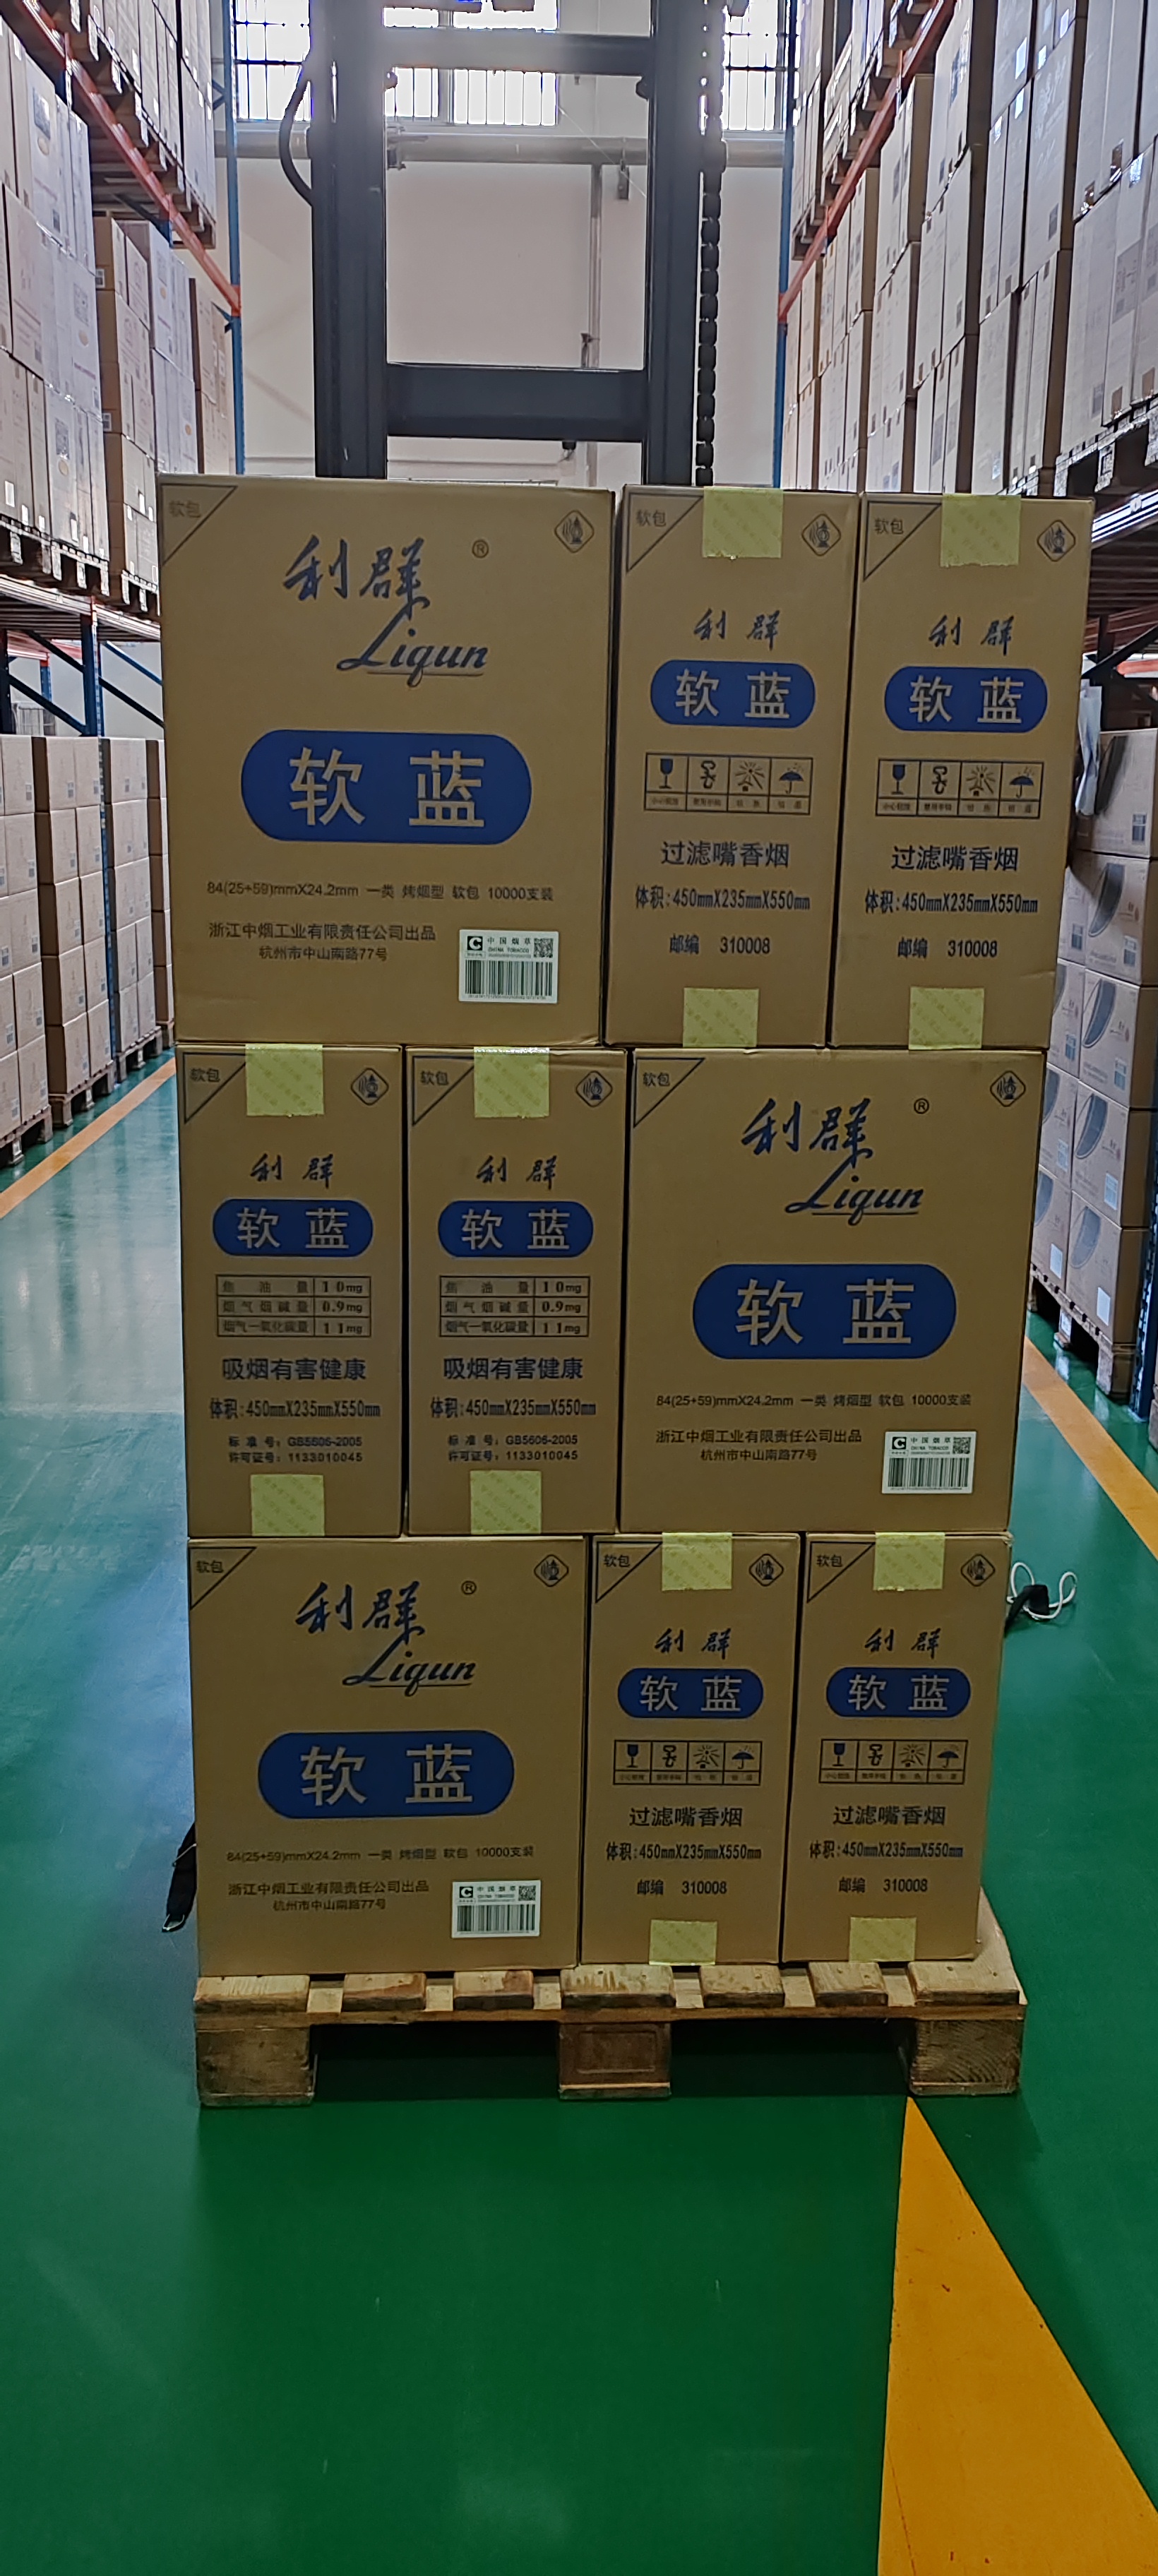 软包
利群 ®
Liqun
软 蓝
84(25+59)mmX24.2mm 一类 烤烟型 软包 10000支装
浙江中烟工业有限责任公司出品
杭州市中山南路77号
中国烟草
CHINA TOBACCO
软包
利 群
软 蓝
小心轻放
过滤嘴香烟
体积:450mmX235mmX550mm
邮编 310008
软包
利 群
软 蓝
小心轻放
过滤嘴香烟
体积:450mmX235mmX550mm
邮编 310008
软包
利 群
软 蓝
焦 油 量 10mg
烟气烟碱量 0.9mg
烟气一氧化碳量 11mg
吸烟有害健康
体积:450mmX235mmX550mm
标 准 号: GB5606-2005
许可证号: 1133010045
软包
利 群
软 蓝
焦 油 量 10mg
烟气烟碱量 0.9mg
烟气一氧化碳量 11mg
吸烟有害健康
体积:450mmX235mmX550mm
标 准 号: GB5606-2005
许可证号: 1133010045
软包
利群 ®
Liqun
软 蓝
84(25+59)mmX24.2mm 一类 烤烟型 软包 10000支装
浙江中烟工业有限责任公司出品
杭州市中山南路77号
中国烟草
CHINA TOBACCO
软包
利群 ®
Liqun
软 蓝
84(25+59)mmX24.2mm 一类 烤烟型 软包 10000支装
浙江中烟工业有限责任公司出品
杭州市中山南路77号
中国烟草
CHINA TOBACCO
软包
利 群
软 蓝
过滤嘴香烟
体积:450mmX235mmX550mm
邮编 310008
软包
利 群
软 蓝
过滤嘴香烟
体积:450mmX235mmX550mm
邮编 310008